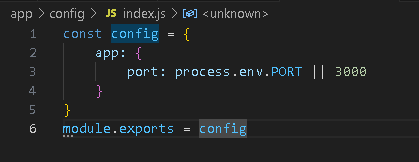 app > config > JS index.js > <unknown>
1 const config = {
2 app: {
3 port: process.env.PORT || 3000
4 }
5 }
6 module.exports = config